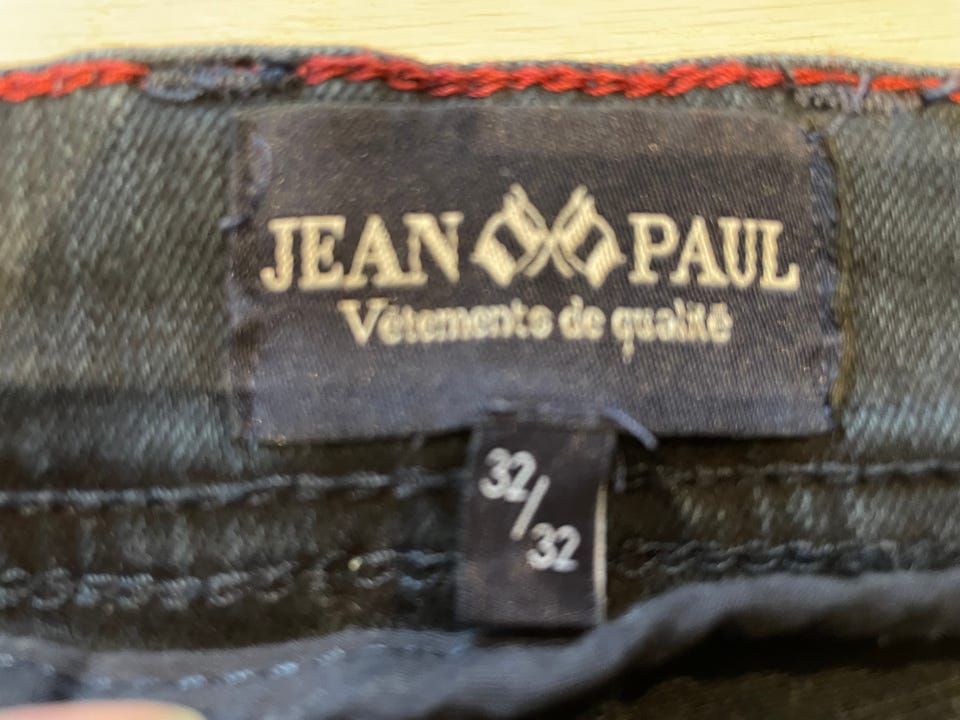 JEAN PAUL
Vêtements de qualité
32/32